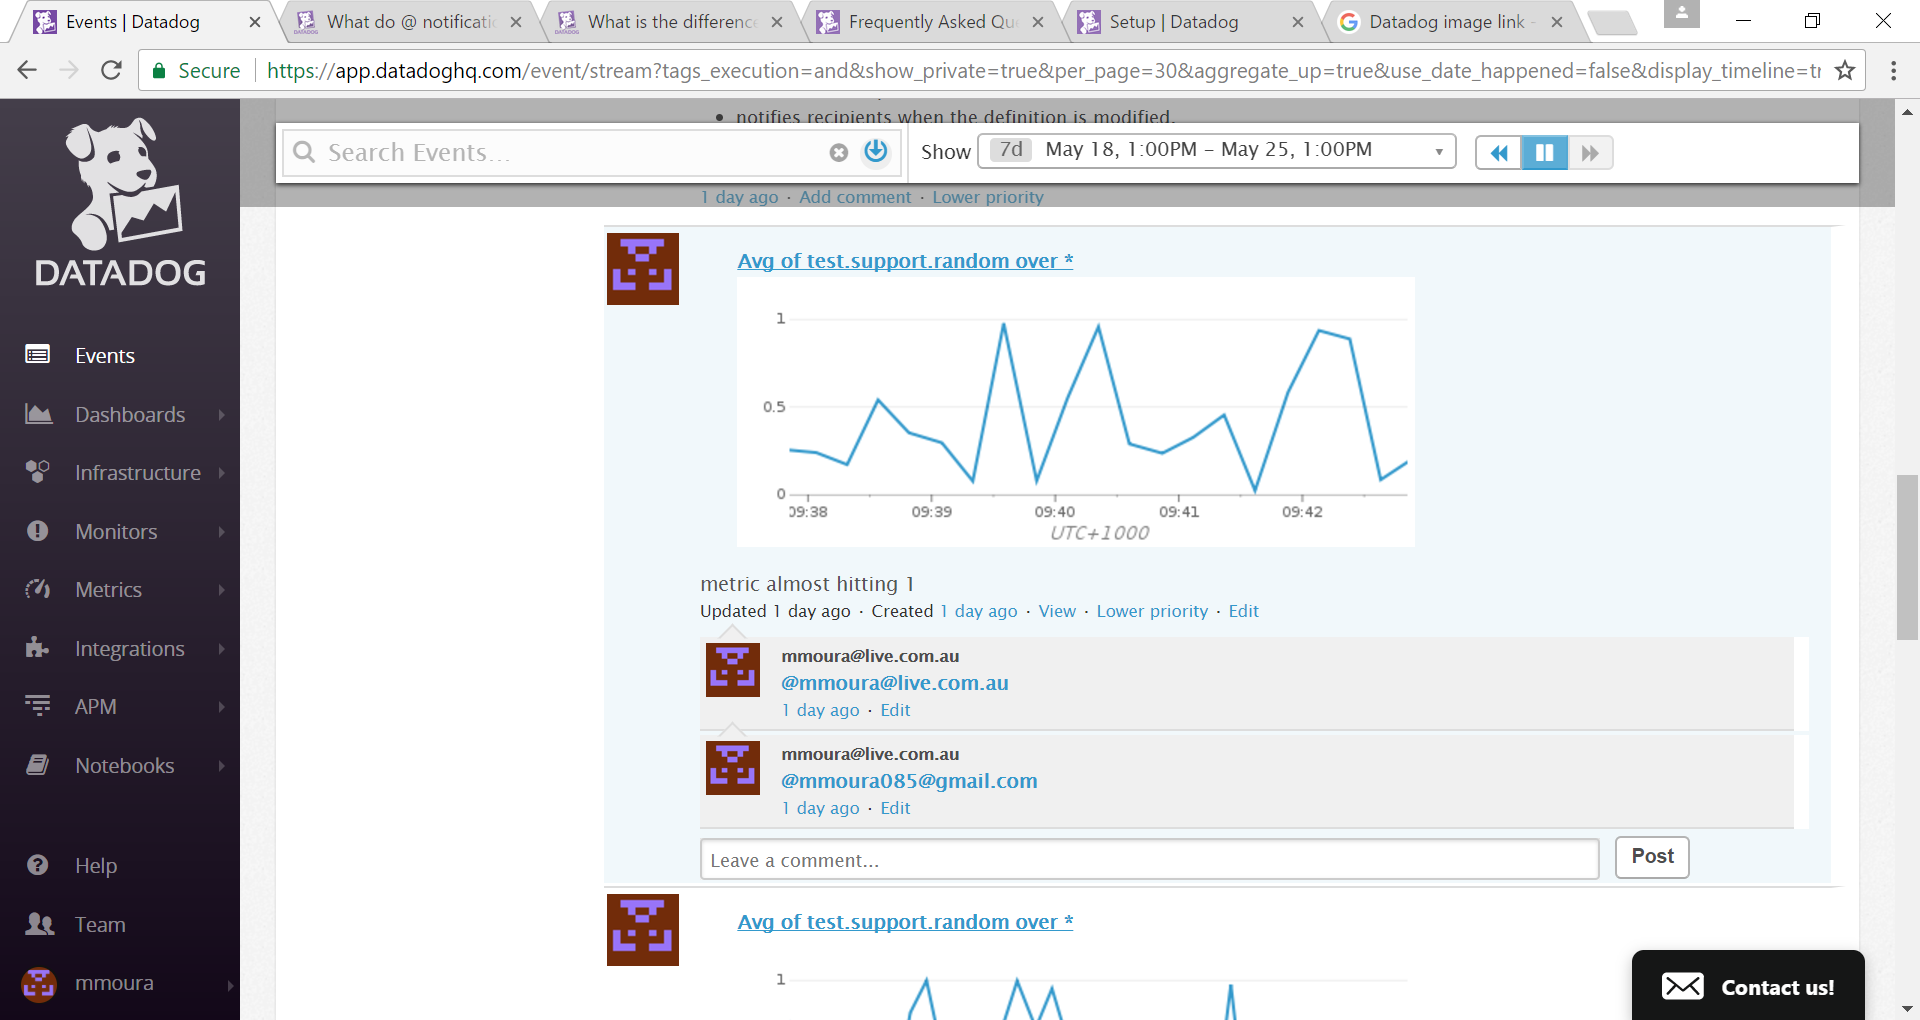 Events | Datadog
What do @ notificati
What is the difference
Frequently Asked Qu
Setup | Datadog
Datadog image link -
Secure
https://app.datadoghq.com/event/stream?tags_execution=and&show_private=true&per_page=30&aggregate_up=true&use_date_happened=false&display_timeline=tr
DATADOG
Events
Dashboards
Infrastructure
Monitors
Metrics
Integrations
APM
Notebooks
Help
Team
mmoura
notifies recipients when the definition is modified.
Search Events...
Show
7d
May 18, 1:00PM - May 25, 1:00PM
1 day ago · Add comment · Lower priority
Avg of test.support.random over *
1
0.5
0
09:38
09:39
09:40
09:41
09:42
UTC+1000
metric almost hitting 1
Updated 1 day ago · Created 1 day ago · View · Lower priority · Edit
mmoura@live.com.au
@mmoura@live.com.au
1 day ago · Edit
mmoura@live.com.au
@mmoura085@gmail.com
1 day ago · Edit
Leave a comment...
Post
Avg of test.support.random over *
1
Contact us!